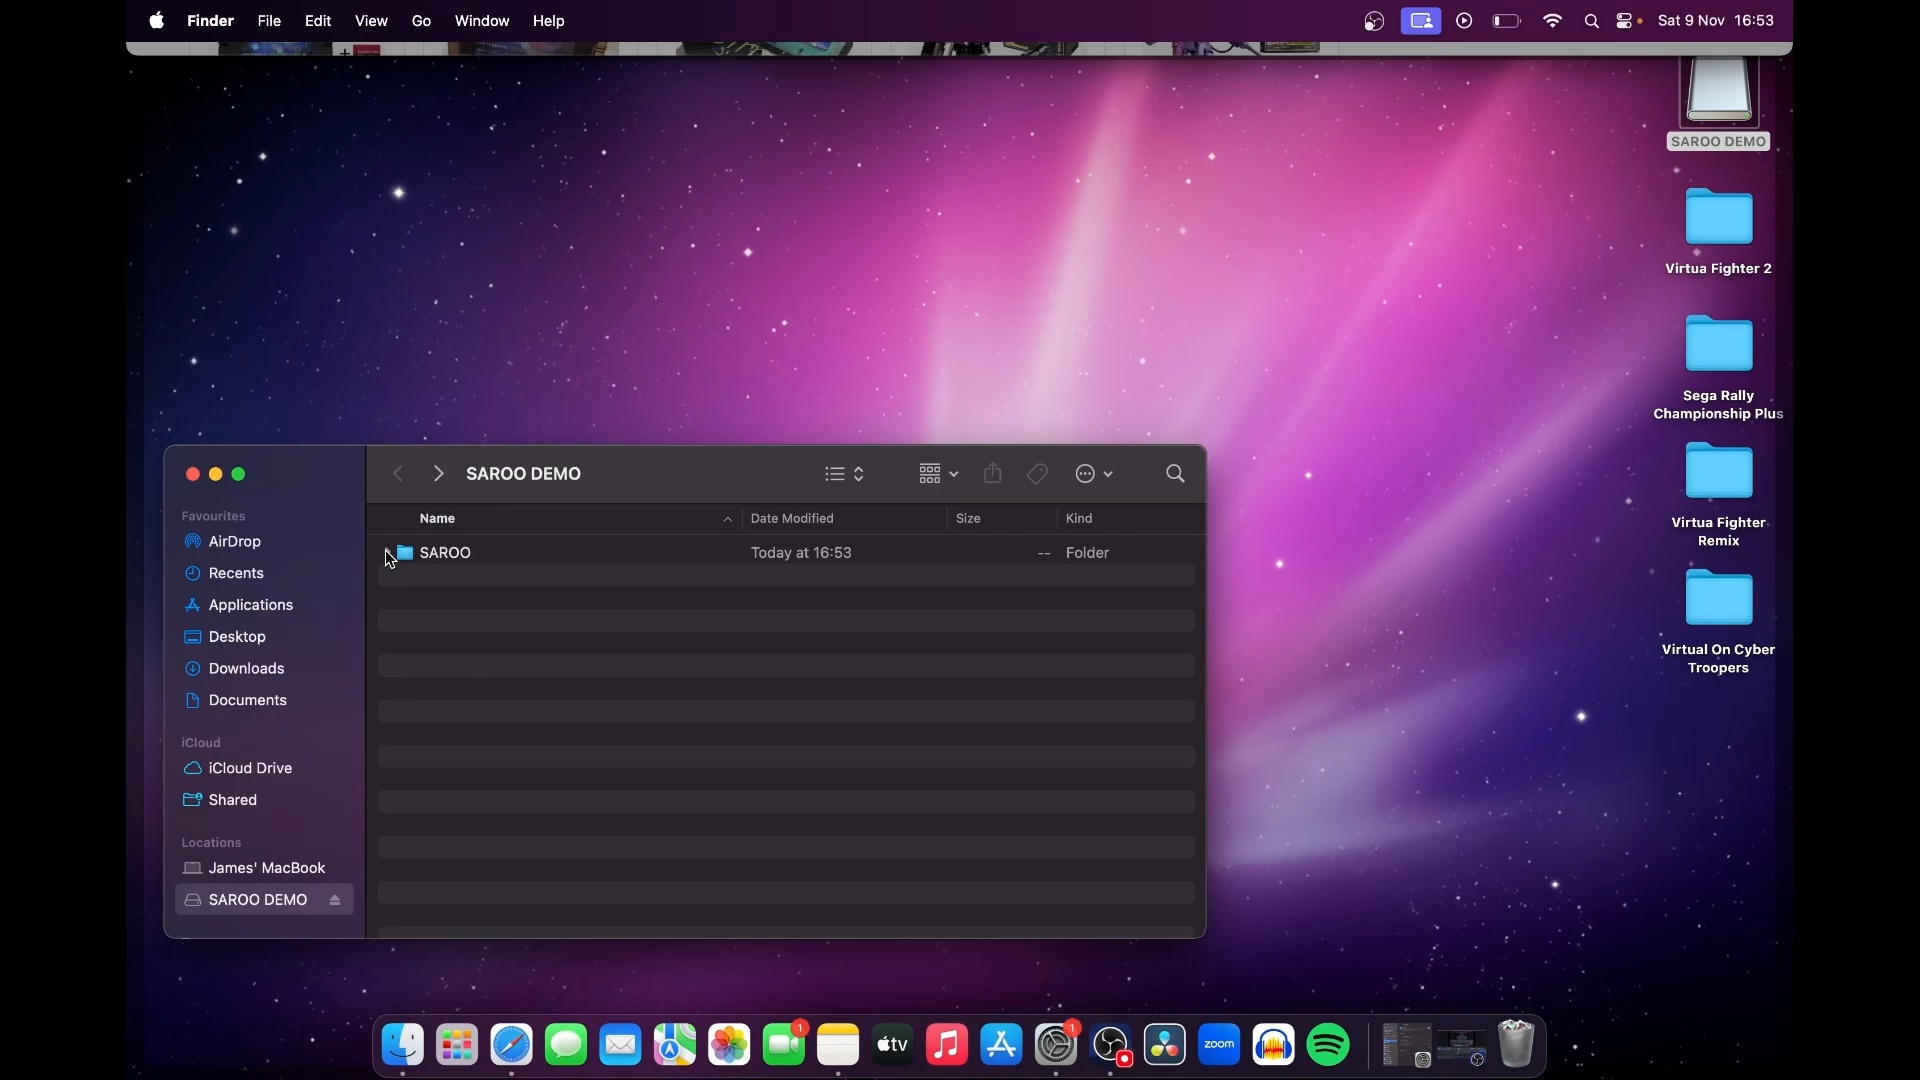 Finder File Edit View Go Window Help
Sat 9 Nov 16:53
SAROO DEMO
Virtua Fighter 2
Sega Rally
Championship Plus
Virtua Fighter
Remix
Virtual On Cyber
Troopers
SAROO DEMO
Favourites
AirDrop
Recents
Applications
Desktop
Downloads
Documents
iCloud
iCloud Drive
Shared
Locations
James' MacBook
SAROO DEMO
Name Date Modified Size Kind
SAROO Today at 16:53 -- Folder
1
tv
1
zoom